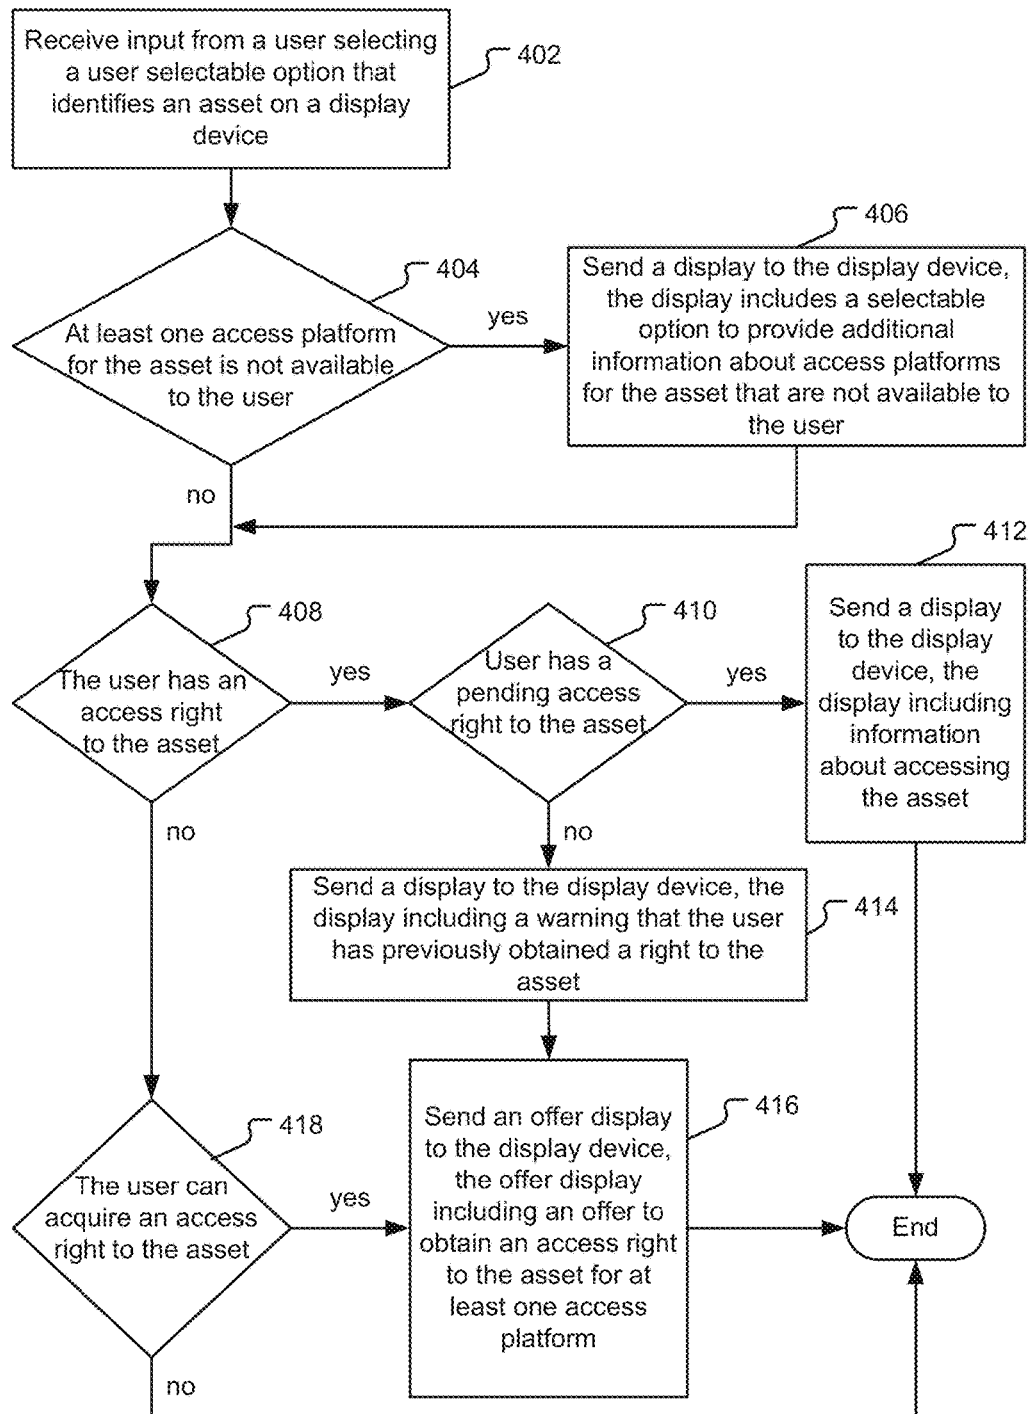 Receive input from a user selecting
a user selectable option that
identifies an asset on a display
device
402
404
At least one access platform
for the asset is not available
to the user
yes
406
Send a display to the display device,
the display includes a selectable
option to provide additional
information about access platforms
for the asset that are not available to
the user
no
408
The user has an
access right
to the asset
yes
410
User has a
pending access
right to the asset
yes
412
Send a display
to the display
device, the
display including
information
about accessing
the asset
no
no
Send a display to the display device, the
display including a warning that the user
has previously obtained a right to the
asset
414
418
The user can
acquire an access
right to the asset
yes
Send an offer display
to the display device,
the offer display
including an offer to
obtain an access right
to the asset for at
least one access
platform
416
End
no